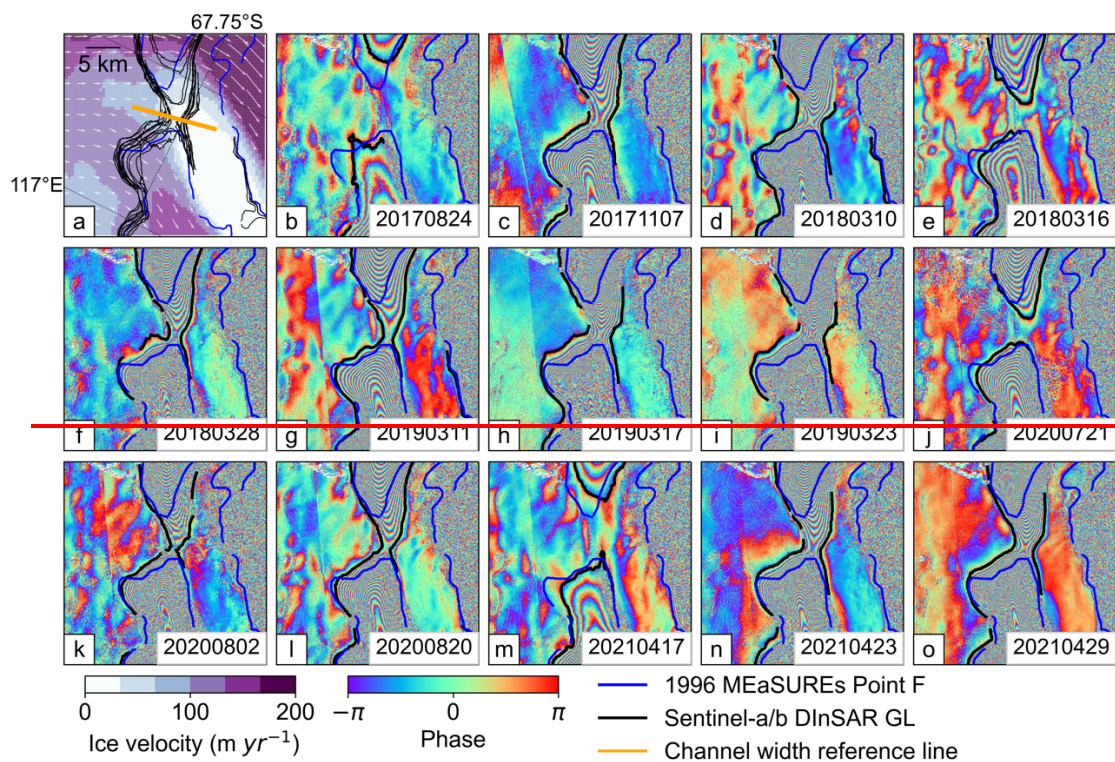 67.75°S
5 km
117°E
a
b 20170824
c 20171107
d 20180310
e 20180316
f 20180328
g 20190311
h 20190317
i 20190323
j 20200721
k 20200802
l 20200820
m 20210417
n 20210423
o 20210429
0 100 200
Ice velocity (m yr⁻¹)
−π 0 π
Phase
1996 MEaSUREs Point F
Sentinel-a/b DInSAR GL
Channel width reference line